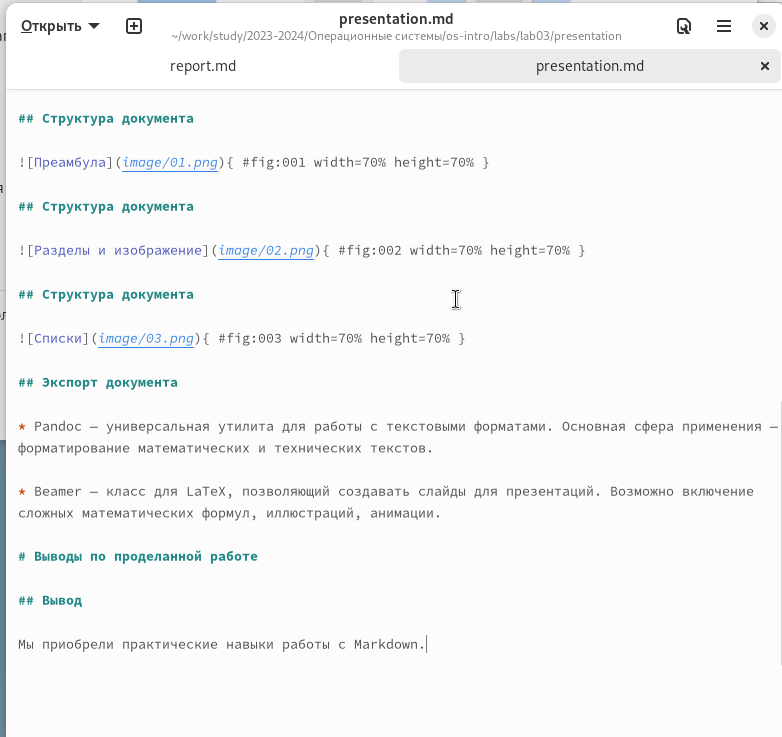 Открыть
presentation.md
~/work/study/2023-2024/Операционные системы/os-intro/labs/lab03/presentation
report.md
presentation.md
## Структура документа
![Преамбула](image/01.png){ #fig:001 width=70% height=70% }
## Структура документа
![Разделы и изображение](image/02.png){ #fig:002 width=70% height=70% }
## Структура документа
![Списки](image/03.png){ #fig:003 width=70% height=70% }
## Экспорт документа
* Pandoc — универсальная утилита для работы с текстовыми форматами. Основная сфера применения —
форматирование математических и технических текстов.
* Beamer — класс для LaTeX, позволяющий создавать слайды для презентаций. Возможно включение
сложных математических формул, иллюстраций, анимации.
# Выводы по проделанной работе
## Вывод
Мы приобрели практические навыки работы с Markdown.